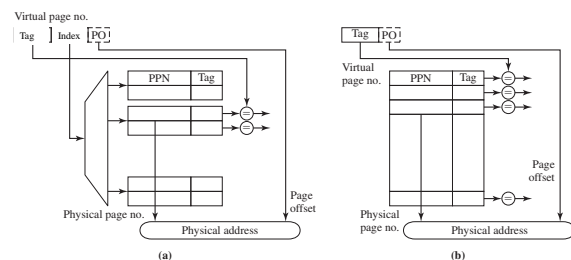 Virtual page no.
Tag Index PO
PPN Tag
=
=
Page
offset
Physical page no.
Physical address
(a)
Tag PO
Virtual
page no.
PPN Tag
=
=
=
Page
offset
=
Physical
page no.
Physical address
(b)